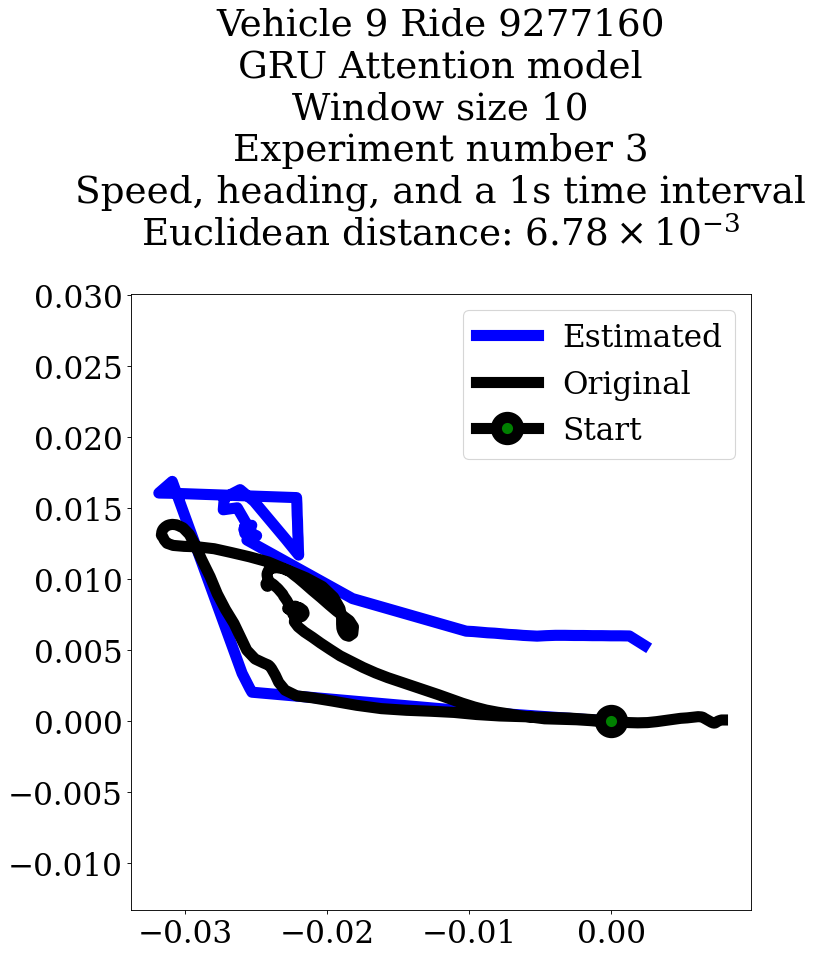 Vehicle 9 Ride 9277160
GRU Attention model
Window size 10
Experiment number 3
Speed, heading, and a 1s time interval
Euclidean distance: 6.78 × 10⁻³
0.030
0.025
0.020
0.015
0.010
0.005
0.000
−0.005
−0.010
Estimated
Original
Start
−0.03 −0.02 −0.01 0.00